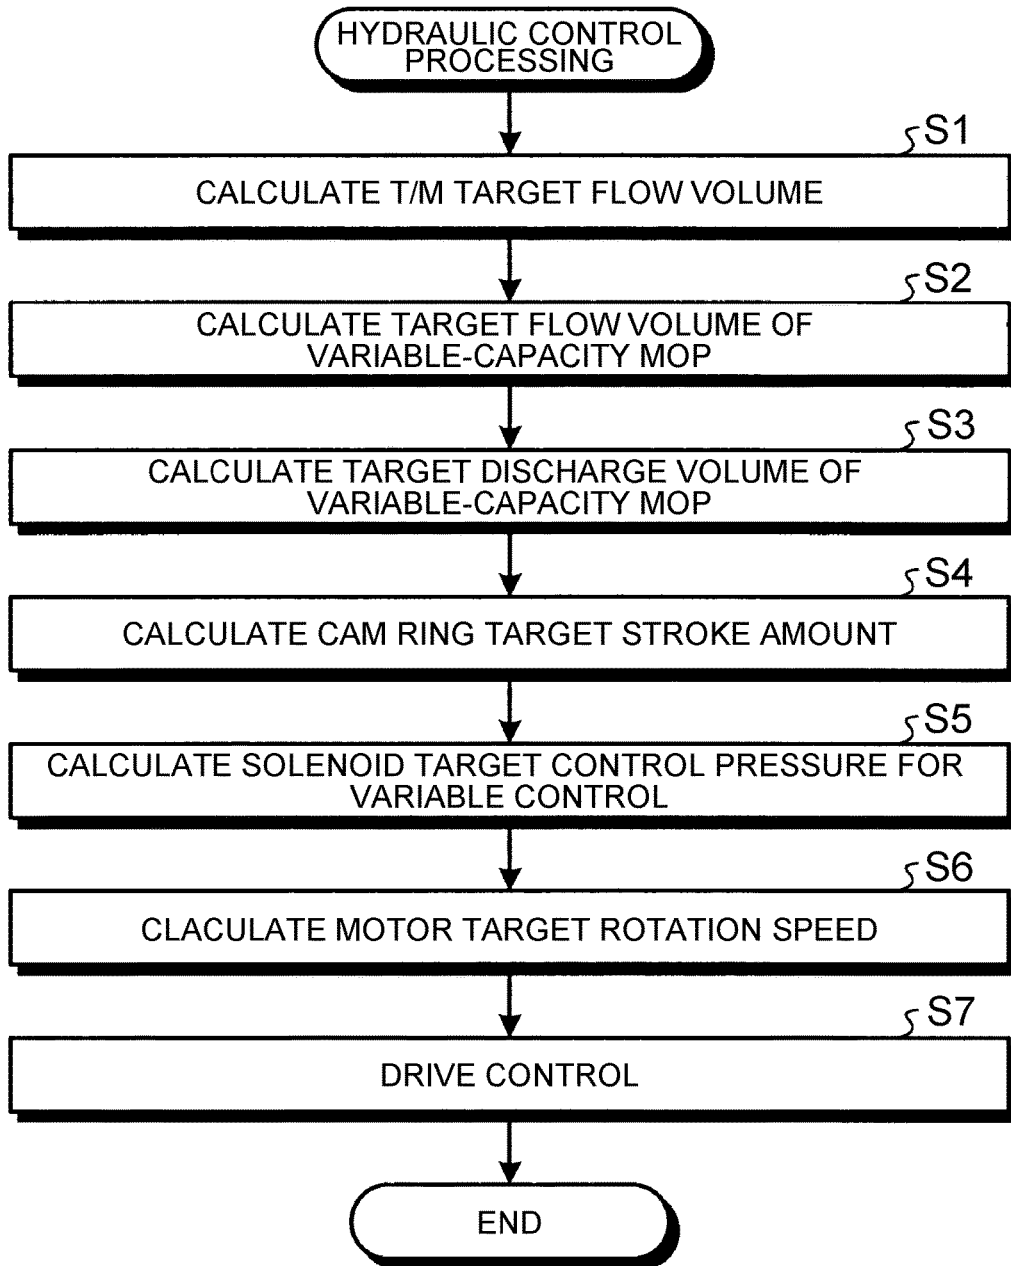 HYDRAULIC CONTROL
PROCESSING
S1
CALCULATE T/M TARGET FLOW VOLUME
S2
CALCULATE TARGET FLOW VOLUME OF
VARIABLE-CAPACITY MOP
S3
CALCULATE TARGET DISCHARGE VOLUME OF
VARIABLE-CAPACITY MOP
S4
CALCULATE CAM RING TARGET STROKE AMOUNT
S5
CALCULATE SOLENOID TARGET CONTROL PRESSURE FOR
VARIABLE CONTROL
S6
CLACULATE MOTOR TARGET ROTATION SPEED
S7
DRIVE CONTROL
END